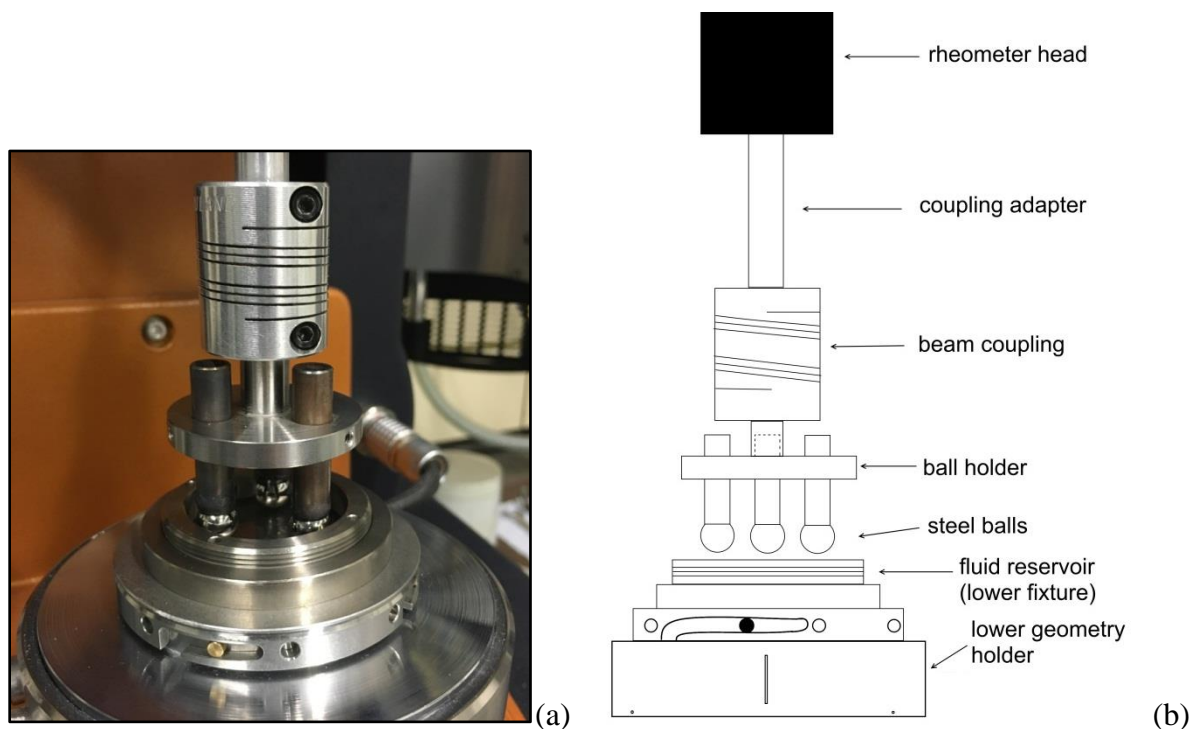 rheometer head
coupling adapter
beam coupling
ball holder
steel balls
fluid reservoir
(lower fixture)
lower geometry
holder
(a)
(b)